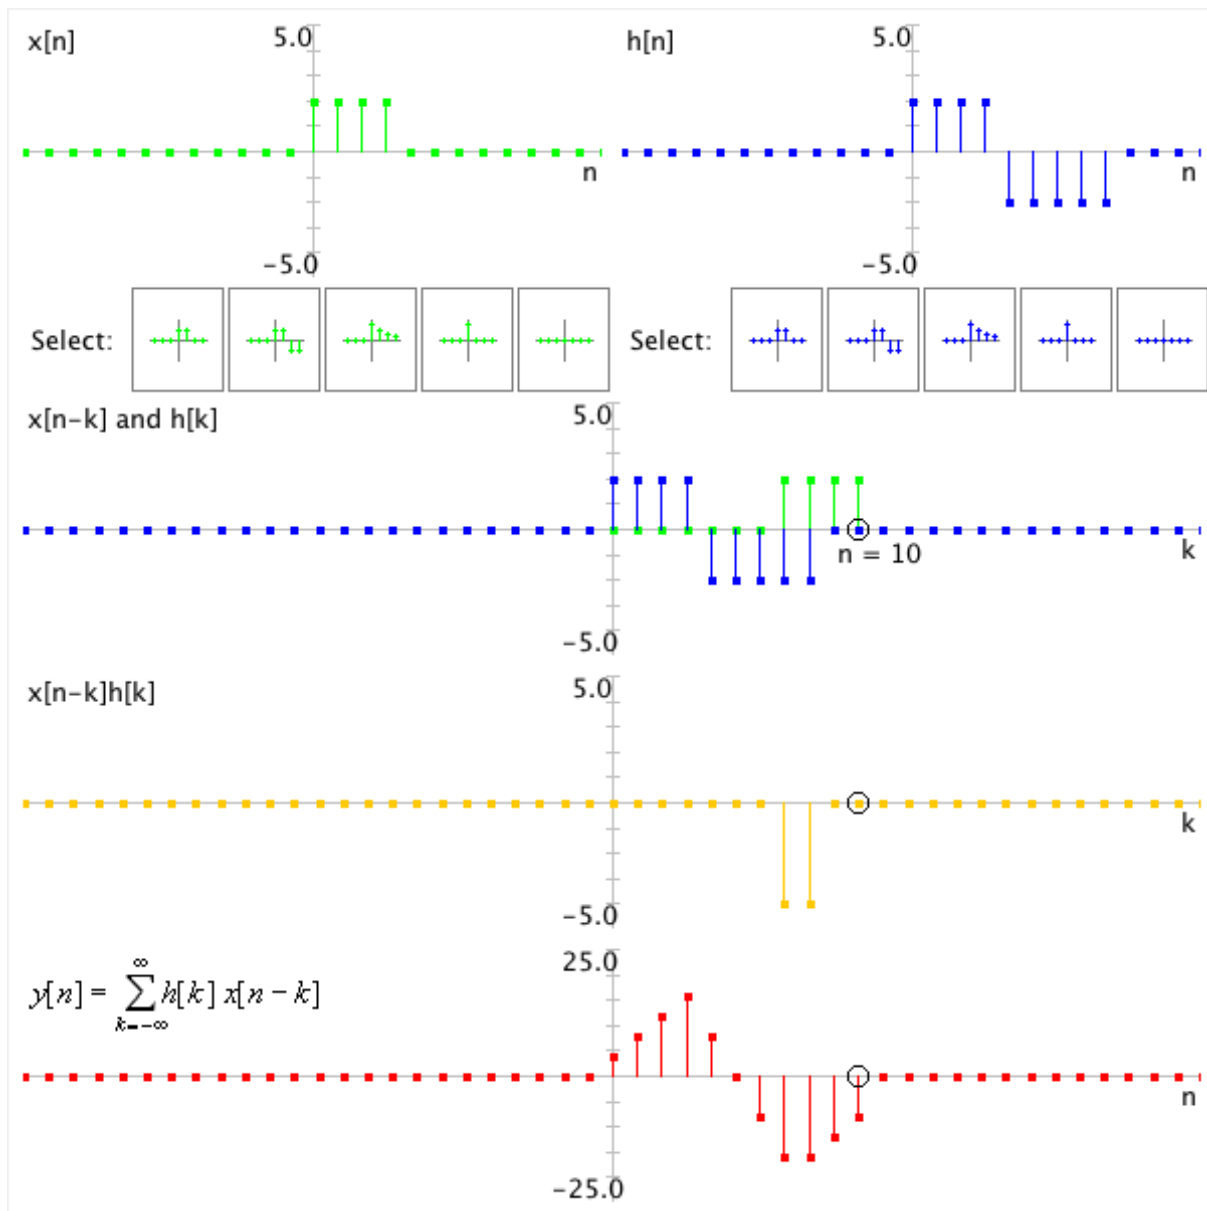 x[n]
5.0
n
-5.0
h[n]
5.0
n
-5.0
Select:
Select:
x[n-k] and h[k]
5.0
n = 10
k
-5.0
x[n-k]h[k]
5.0
k
-5.0
y[n] = ∑_{k=-∞}^{∞} h[k] x[n - k]
25.0
n
-25.0